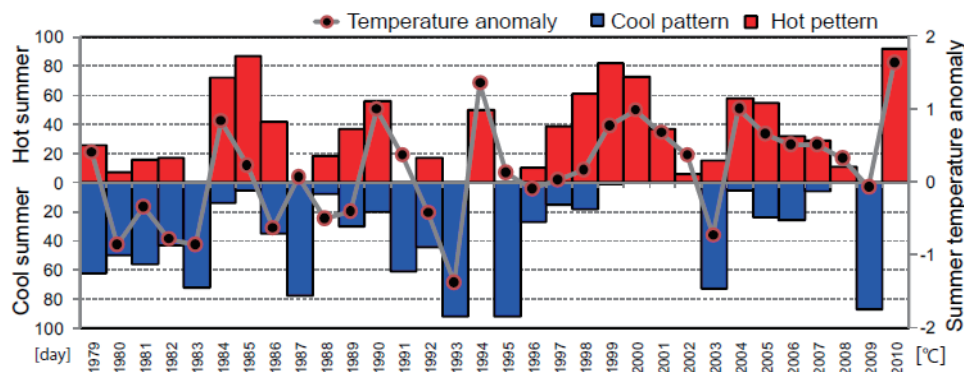 Temperature anomaly Cool pattern Hot pettern
Hot summer
Cool summer
100
80
60
40
20
0
20
40
60
80
100
[day]
2
1
0
-1
-2
[℃]
Summer temperature anomaly
1979 1980 1981 1982 1983 1984 1985 1986 1987 1988 1989 1990 1991 1992 1993 1994 1995 1996 1997 1998 1999 2000 2001 2002 2003 2004 2005 2006 2007 2008 2009 2010